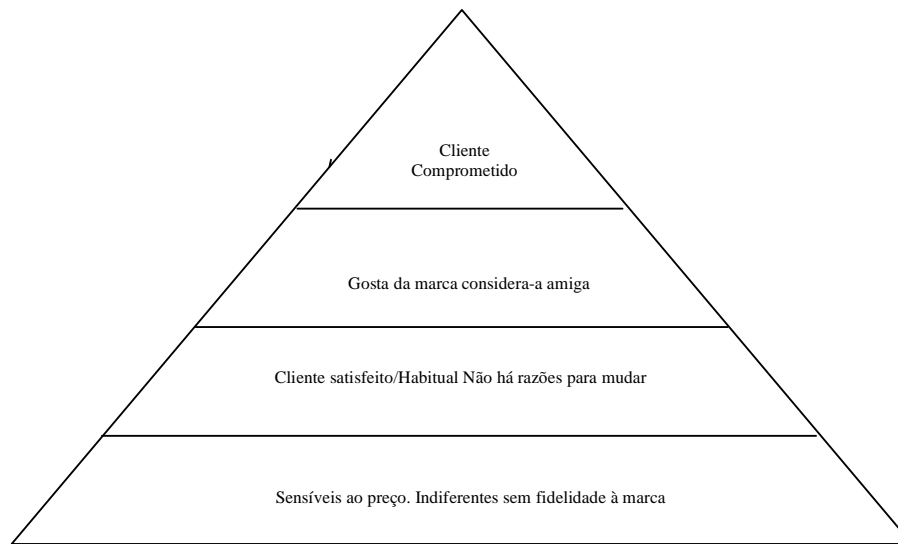 Cliente
Comprometido
Gosta da marca considera-a amiga
Cliente satisfeito/Habitual Não há razões para mudar
Sensíveis ao preço. Indiferentes sem fidelidade à marca